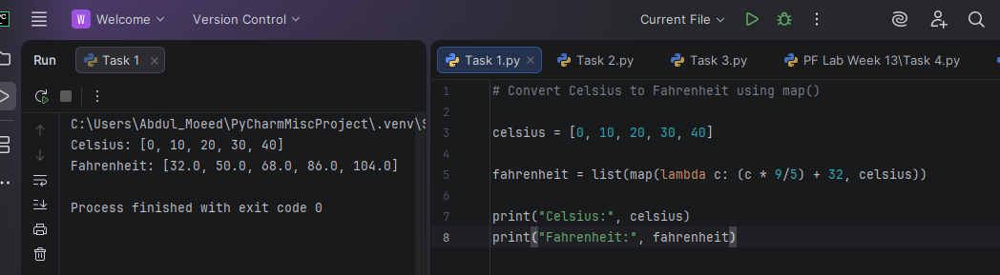 PC
W Welcome
Version Control
Current File
Run
Task 1
C:\Users\Abdul_Moeed\PyCharmMiscProject\.venv\S
Celsius: [0, 10, 20, 30, 40]
Fahrenheit: [32.0, 50.0, 68.0, 86.0, 104.0]
Process finished with exit code 0
Task 1.py
Task 2.py
Task 3.py
PF Lab Week 13\Task 4.py
1 # Convert Celsius to Fahrenheit using map()
2
3 celsius = [0, 10, 20, 30, 40]
4
5 fahrenheit = list(map(lambda c: (c * 9/5) + 32, celsius))
6
7 print("Celsius:", celsius)
8 print("Fahrenheit:", fahrenheit)